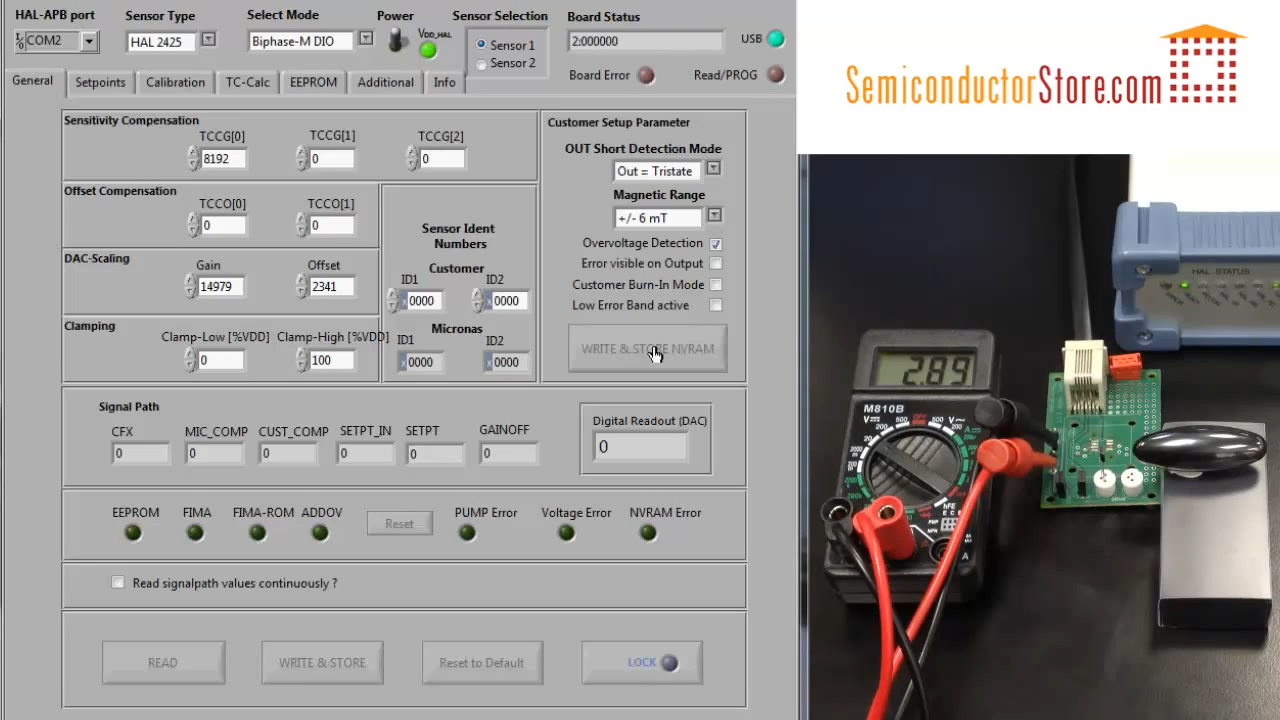 HAL-APB port
Sensor Type
Select Mode
Power
Sensor Selection
Board Status
COM2
HAL 2425
Biphase-M DIO
VDD_HAL
Sensor 1
Sensor 2
2:000000
USB
Board Error
Read/PROG
General
Setpoints
Calibration
TC-Calc
EEPROM
Additional
Info
SemiconductorStore.com
Sensitivity Compensation
TCCG[0]
TCCG[1]
TCCG[2]
8192
0
0
Offset Compensation
TCCO[0]
TCCO[1]
0
0
DAC-Scaling
Gain
Offset
14979
2341
Clamping
Clamp-Low [%VDD]
Clamp-High [%VDD]
0
100
Sensor Ident
Numbers
Customer
ID1
ID2
x 0000
x 0000
Micronas
ID1
ID2
x 0000
x 0000
Customer Setup Parameter
OUT Short Detection Mode
Out = Tristate
Magnetic Range
+/- 6 mT
Overvoltage Detection
Error visible on Output
Customer Burn-In Mode
Low Error Band active
WRITE & STORE NVRAM
Signal Path
CFX
MIC_COMP
CUST_COMP
SETPT_IN
SETPT
GAINOFF
0
0
0
0
0
0
Digital Readout (DAC)
0
EEPROM
FIMA
FIMA-ROM
ADDOV
Reset
PUMP Error
Voltage Error
NVRAM Error
Read signalpath values continuously ?
READ
WRITE & STORE
Reset to Default
LOCK
HAL STATUS
2.89
M810B